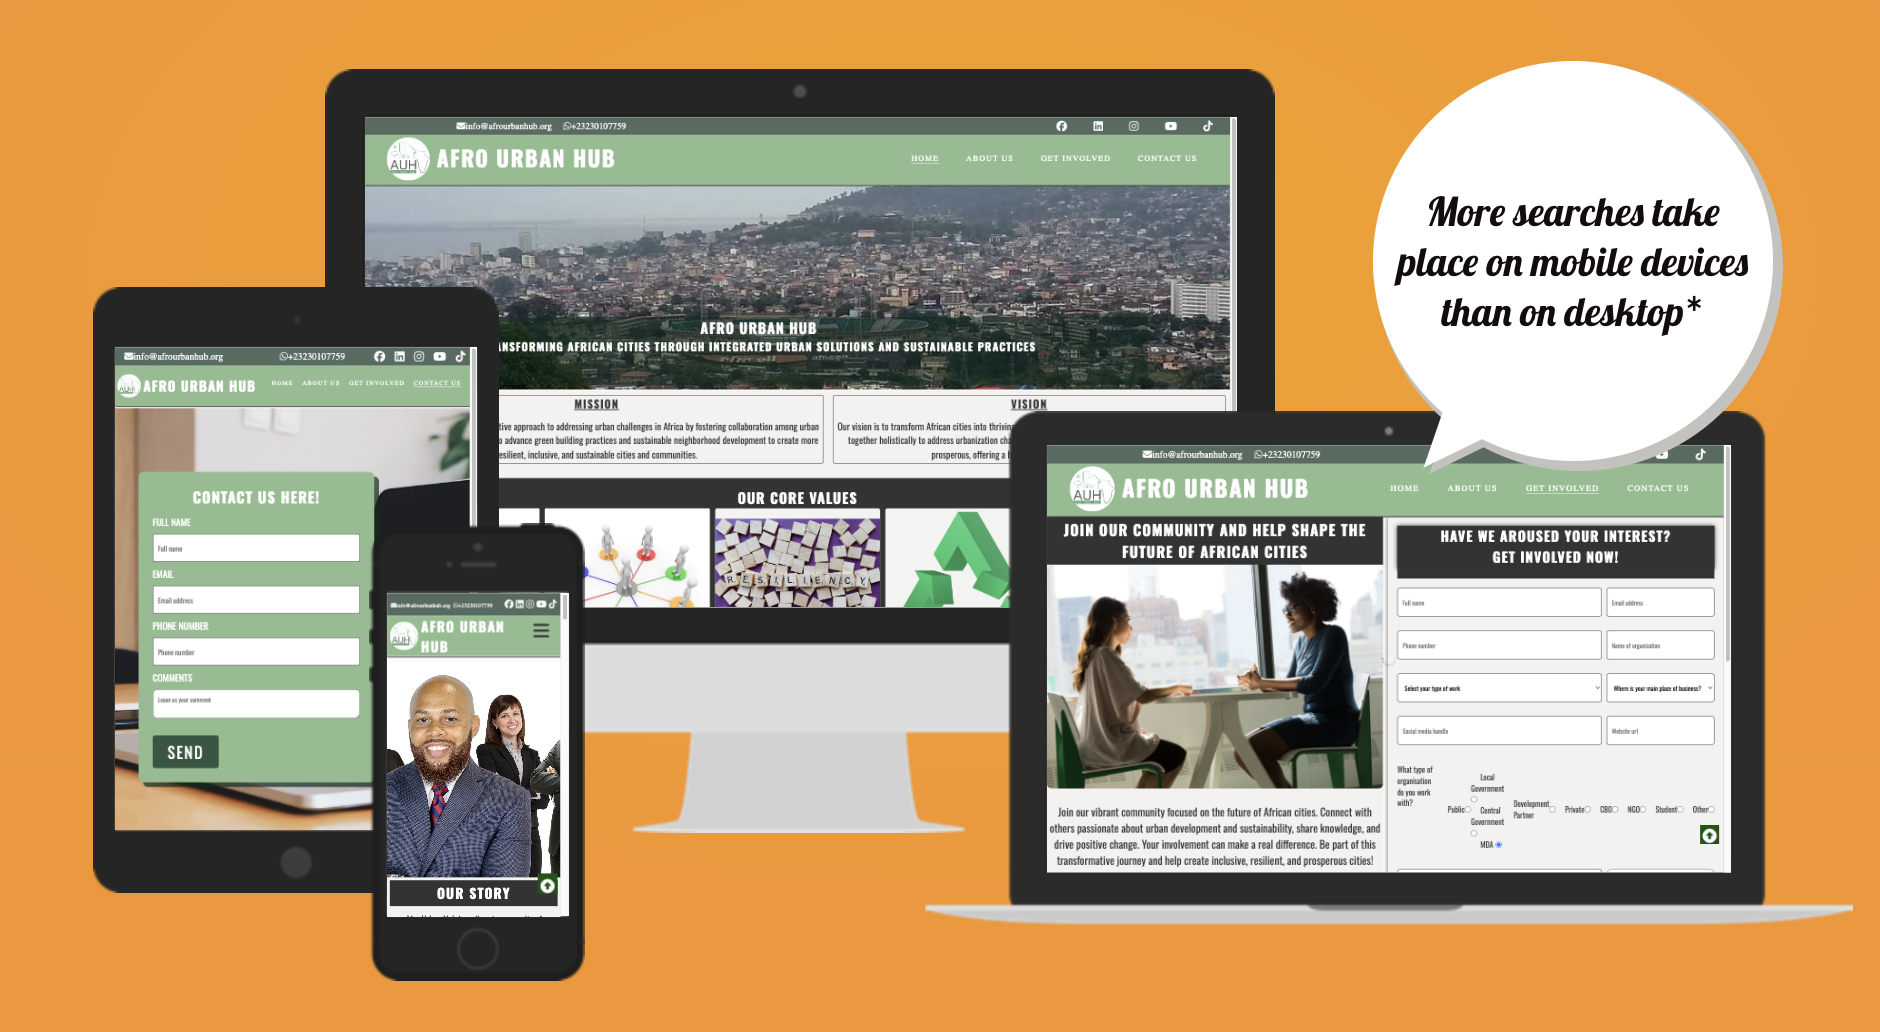 info@afrourbanhub.org +23230107759
AUH AFRO URBAN HUB
HOME ABOUT US GET INVOLVED CONTACT US
AFRO URBAN HUB
TRANSFORMING AFRICAN CITIES THROUGH INTEGRATED URBAN SOLUTIONS AND SUSTAINABLE PRACTICES
MISSION
tive approach to addressing urban challenges in Africa by fostering collaboration among urban
o advance green building practices and sustainable neighborhood development to create more
esilient, inclusive, and sustainable cities and communities.
VISION
Our vision is to transform African cities into thriving
together holistically to address urbanization cha
prosperous, offering a
OUR CORE VALUES
RESILIENCY
More searches take
place on mobile devices
than on desktop*
info@afrourbanhub.org +23230107759
AUH AFRO URBAN HUB
HOME ABOUT US GET INVOLVED CONTACT US
CONTACT US HERE!
FULL NAME
Full name
EMAIL
Email address
PHONE NUMBER
Phone number
COMMENTS
Leave us your comment
SEND
info@afrourbanhub.org +23230107759
AUH AFRO URBAN
HUB
OUR STORY
info@afrourbanhub.org +23230107759
AUH AFRO URBAN HUB
HOME ABOUT US GET INVOLVED CONTACT US
JOIN OUR COMMUNITY AND HELP SHAPE THE
FUTURE OF AFRICAN CITIES
Join our vibrant community focused on the future of African cities. Connect with
others passionate about urban development and sustainability, share knowledge, and
drive positive change. Your involvement can make a real difference. Be part of this
transformative journey and help create inclusive, resilient, and prosperous cities!
HAVE WE AROUSED YOUR INTEREST?
GET INVOLVED NOW!
Full name Email address
Phone number Name of organisation
Select your type of work Where is your main place of business?
Social media handle Website url
What type of
organisation
do you work
with?
Public
Local
Government
Central
Government
MDA
Development
Partner
Private CBO NGO Student Other